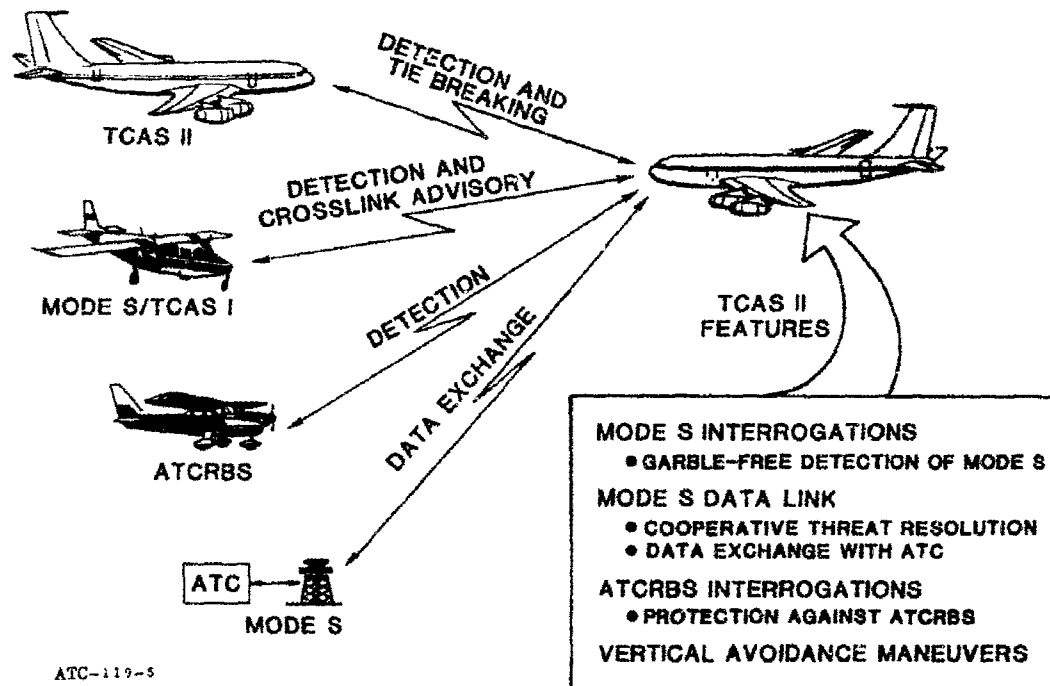 DETECTION AND
TIE BREAKING
TCAS II
DETECTION AND
CROSSLINK ADVISORY
MODE S/TCAS I
DETECTION
DATA EXCHANGE
ATCRBS
ATC
MODE S
TCAS II
FEATURES
MODE S INTERROGATIONS
• GARBLE-FREE DETECTION OF MODE S
MODE S DATA LINK
• COOPERATIVE THREAT RESOLUTION
• DATA EXCHANGE WITH ATC
ATCRBS INTERROGATIONS
• PROTECTION AGAINST ATCRBS
VERTICAL AVOIDANCE MANEUVERS
ATC-119-5